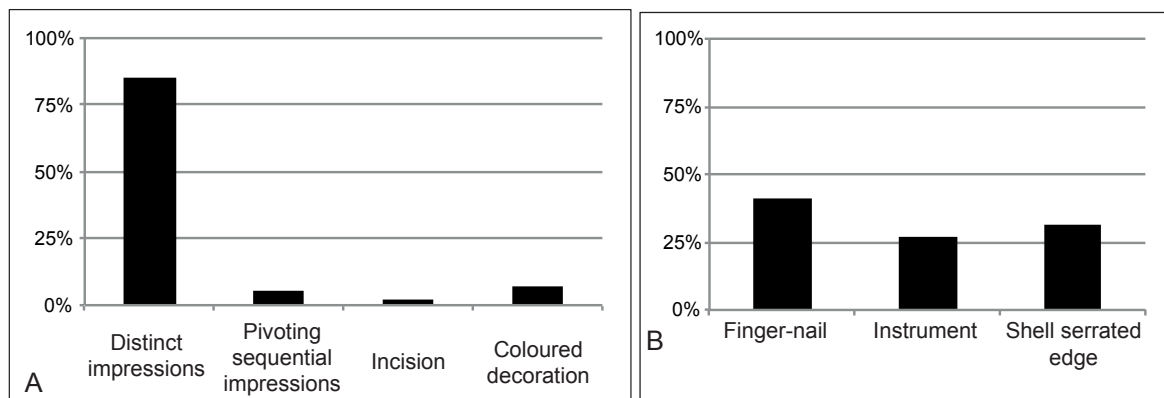 100%
75%
50%
25%
0%
Distinct impressions
Pivoting sequential impressions
Incision
Coloured decoration
A
100%
75%
50%
25%
0%
Finger-nail
Instrument
Shell serrated edge
B